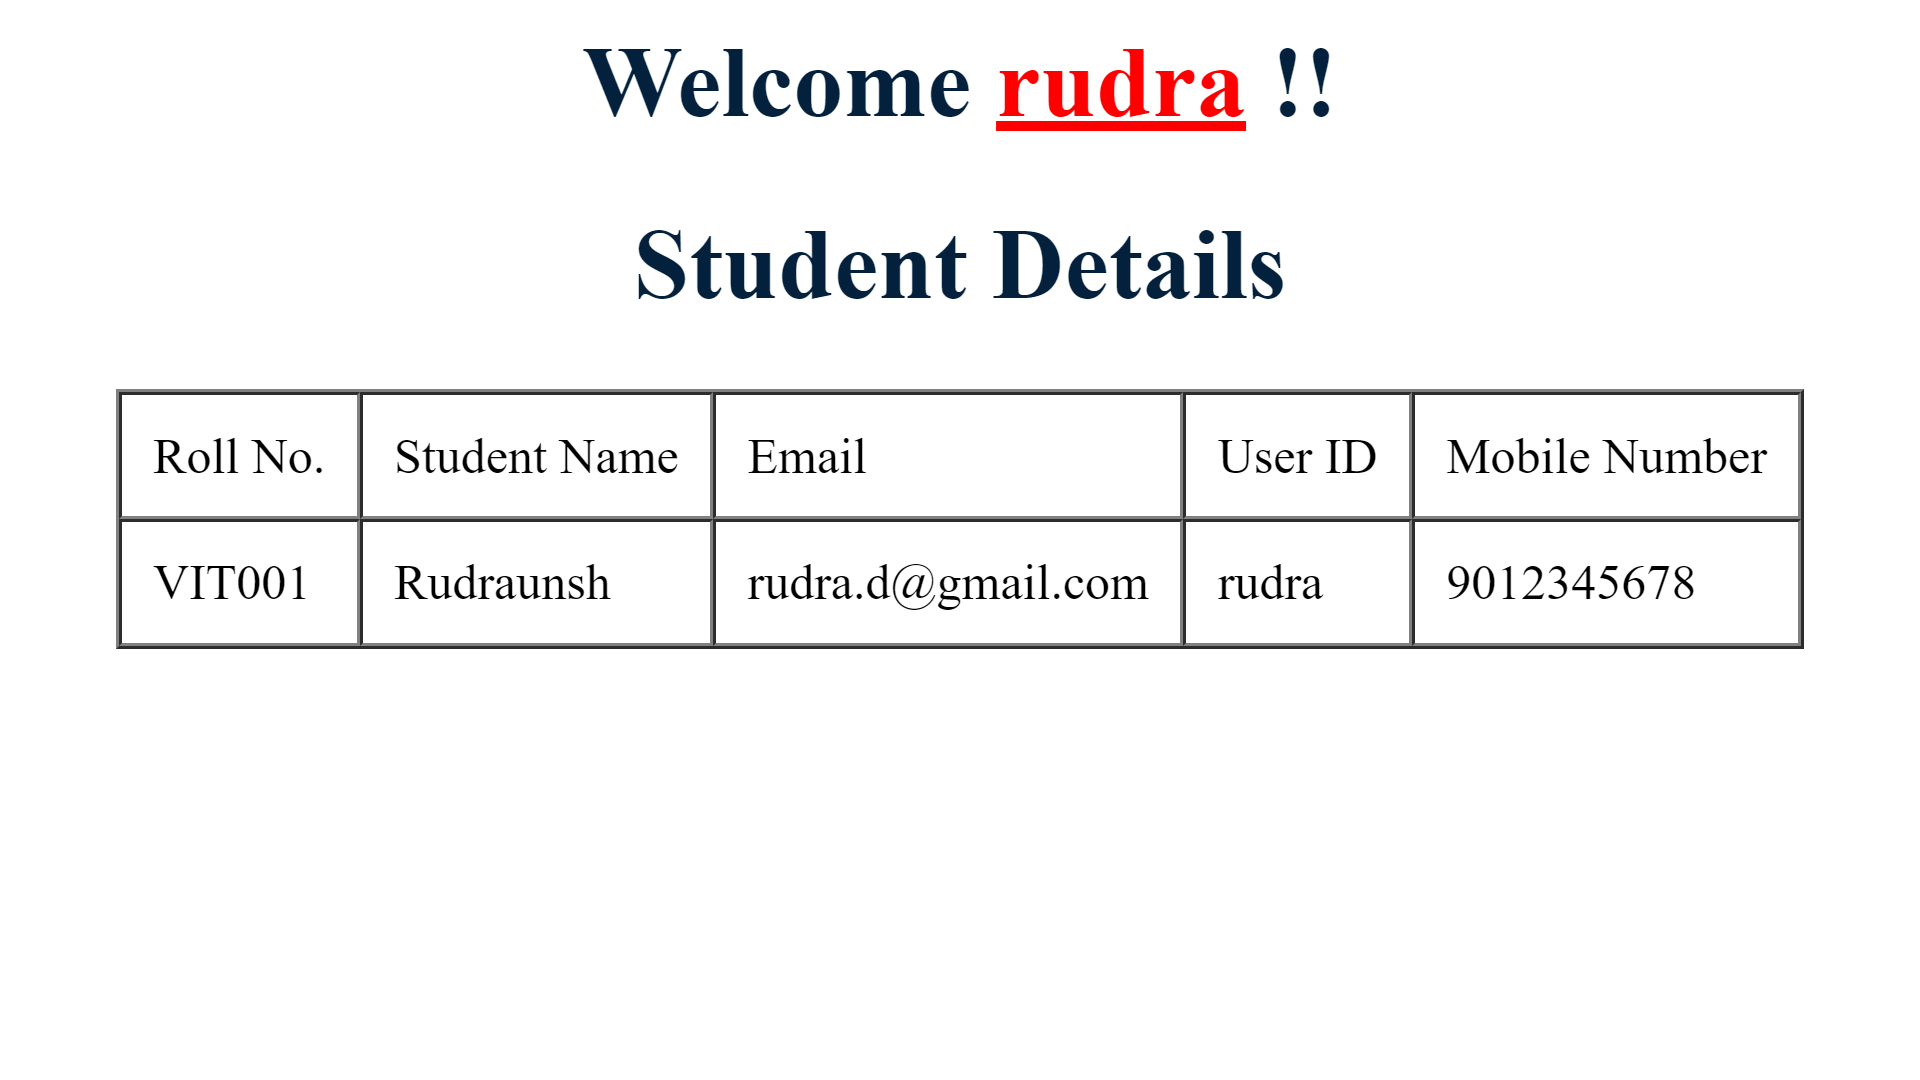 Welcome rudra !!
Student Details
Roll No. Student Name Email User ID Mobile Number
VIT001 Rudraunsh rudra.d@gmail.com rudra 9012345678